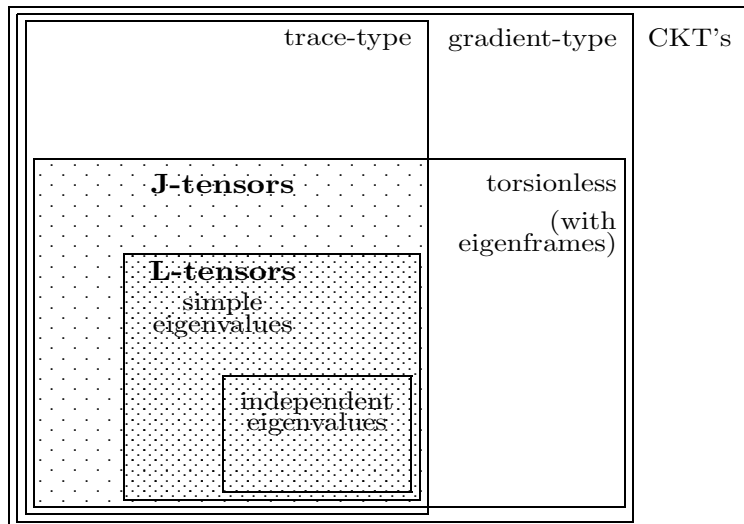 trace-type gradient-type CKT's
J-tensors torsionless
(with
eigenframes)
L-tensors
simple
eigenvalues
independent
eigenvalues